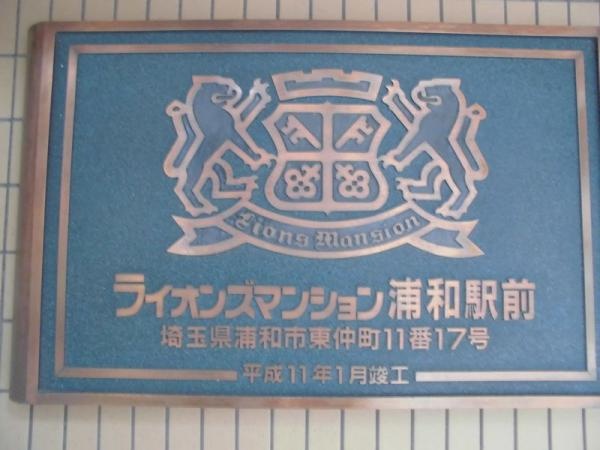 Lions Mansion
ライオンズマンション浦和駅前
埼玉県浦和市東仲町11番17号
平成11年1月竣工